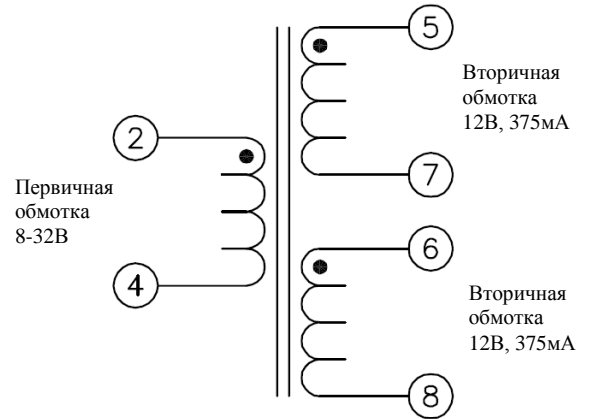 5
Вторичная
обмотка
12В, 375мА
2
7
Первичная
обмотка
8-32В
6
4
Вторичная
обмотка
12В, 375мА
8